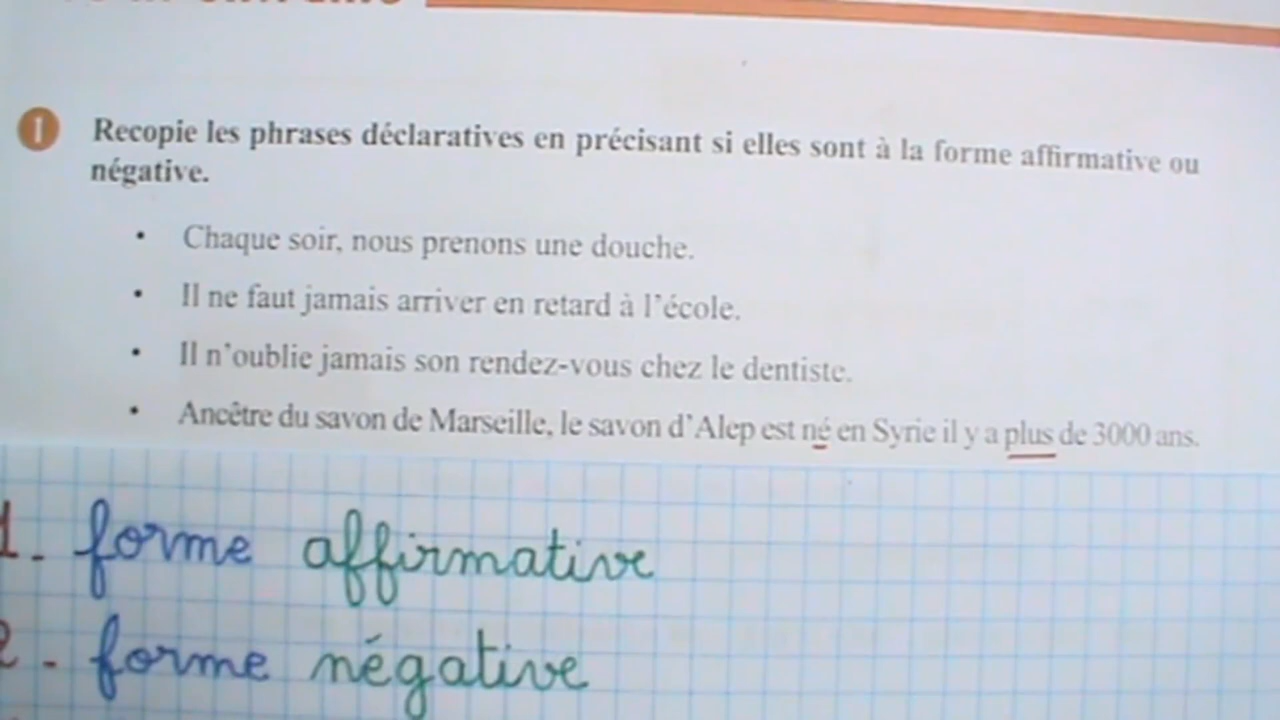 1 Recopie les phrases déclaratives en précisant si elles sont à la forme affirmative ou
négative.
• Chaque soir, nous prenons une douche.
• Il ne faut jamais arriver en retard à l'école.
• Il n'oublie jamais son rendez-vous chez le dentiste.
• Ancêtre du savon de Marseille, le savon d'Alep est né en Syrie il y a plus de 3000 ans.
1. forme affirmative
2. forme négative